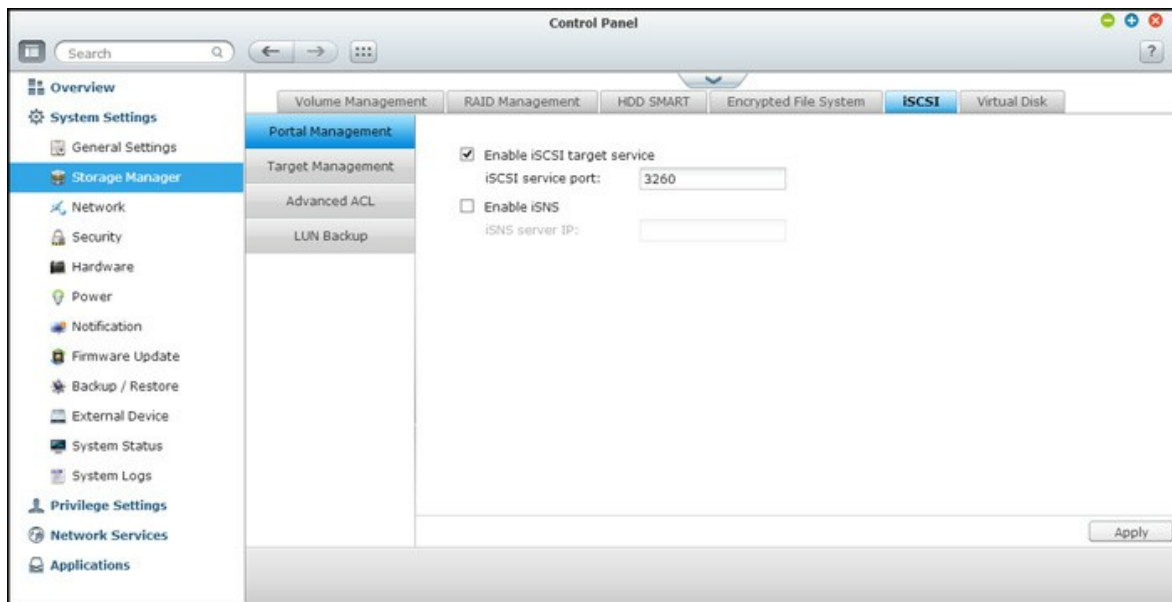 Control Panel
Search
?
Overview
System Settings
General Settings
Storage Manager
Network
Security
Hardware
Power
Notification
Firmware Update
Backup / Restore
External Device
System Status
System Logs
Privilege Settings
Network Services
Applications
Volume Management
RAID Management
HDD SMART
Encrypted File System
iSCSI
Virtual Disk
Portal Management
Target Management
Advanced ACL
LUN Backup
Enable iSCSI target service
iSCSI service port: 3260
Enable iSNS
iSNS server IP:
Apply